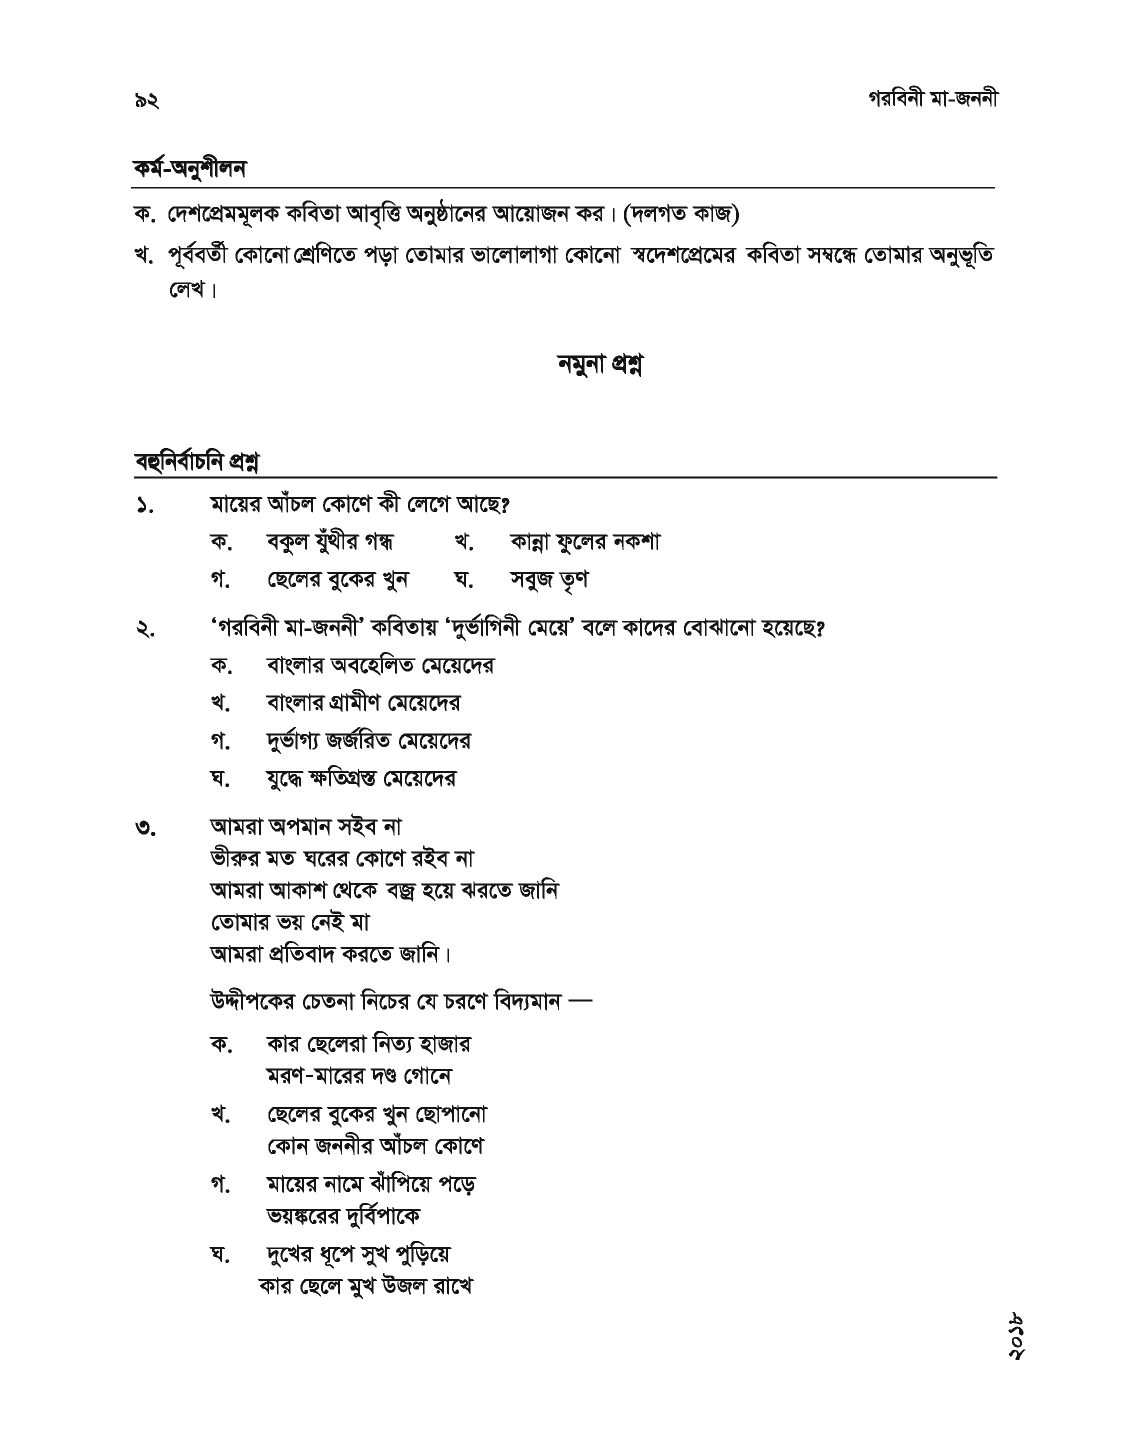 ৯২
গরবিনী মা-জননী
কর্ম-অনুশীলন
ক. দেশপ্রেমমূলক কবিতা আবৃত্তি অনুষ্ঠানের আয়োজন কর। (দলগত কাজ)
খ. পূর্ববর্তী কোনো শ্রেণিতে পড়া তোমার ভালোলাগা কোনো স্বদেশপ্রেমের কবিতা সম্বন্ধে তোমার অনুভূতি
লেখ।
নমুনা প্রশ্ন
বহুনির্বাচনি প্রশ্ন
১. মায়ের আঁচল কোণে কী লেগে আছে?
ক. বকুল যুঁথীর গন্ধ খ. কান্না ফুলের নকশা
গ. ছেলের বুকের খুন ঘ. সবুজ তৃণ
২. ‘গরবিনী মা-জননী’ কবিতায় ‘দুর্ভাগিনী মেয়ে’ বলে কাদের বোঝানো হয়েছে?
ক. বাংলার অবহেলিত মেয়েদের
খ. বাংলার গ্রামীণ মেয়েদের
গ. দুর্ভাগ্য জর্জরিত মেয়েদের
ঘ. যুদ্ধে ক্ষতিগ্রস্ত মেয়েদের
৩. আমরা অপমান সইব না
ভীরুর মত ঘরের কোণে রইব না
আমরা আকাশ থেকে বজ্র হয়ে ঝরতে জানি
তোমার ভয় নেই মা
আমরা প্রতিবাদ করতে জানি।
উদ্দীপকের চেতনা নিচের যে চরণে বিদ্যমান —
ক. কার ছেলেরা নিত্য হাজার
মরণ-মারের দণ্ড গোনে
খ. ছেলের বুকের খুন ছোপানো
কোন জননীর আঁচল কোণে
গ. মায়ের নামে ঝাঁপিয়ে পড়ে
ভয়ঙ্করের দুর্বিপাকে
ঘ. দুখের ধূপে সুখ পুড়িয়ে
কার ছেলে মুখ উজল রাখে
২০১৮